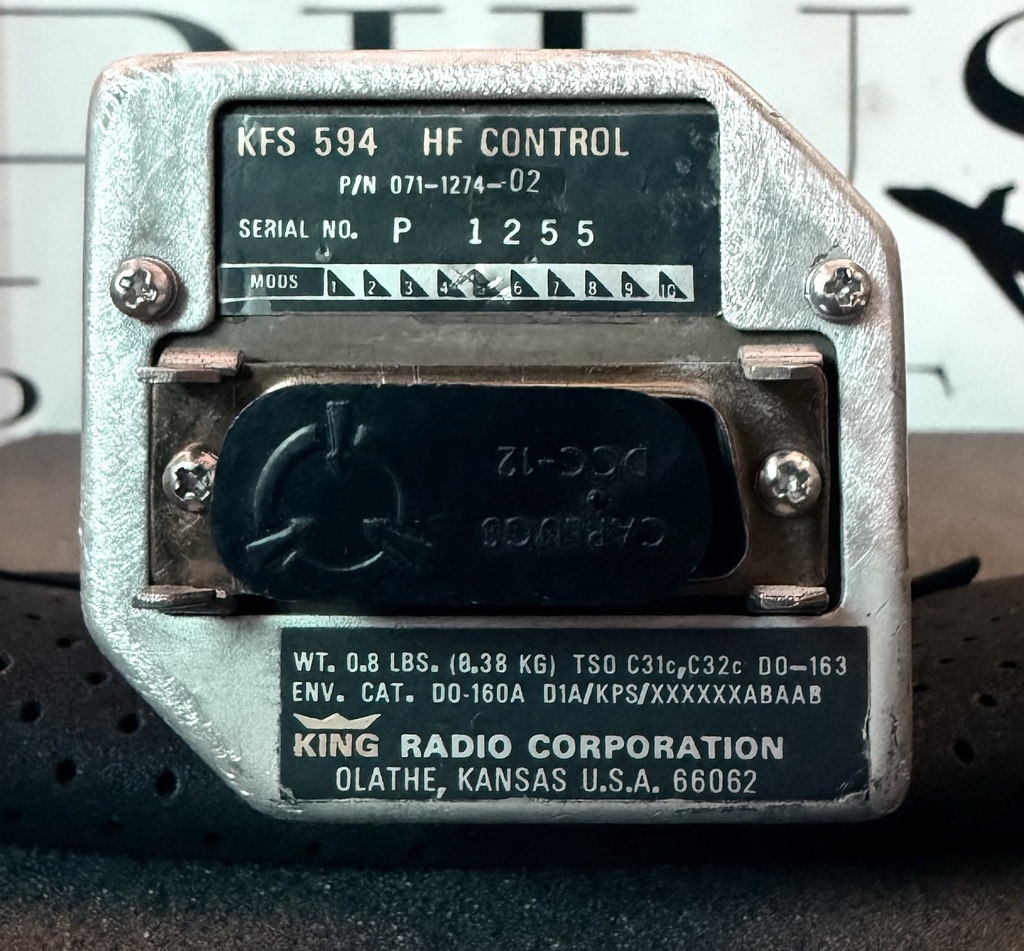 KFS 594 HF CONTROL
P/N 071-1274-02
SERIAL NO. P 1255
MODS 1 2 3 4 5 6 7 8 9 10
DCC-12
WT. 0.8 LBS. (0.38 KG) TSO C31c,C32c DO-163
ENV. CAT. DO-160A D1A/KPS/XXXXXXABAAB
KING RADIO CORPORATION
OLATHE, KANSAS U.S.A. 66062